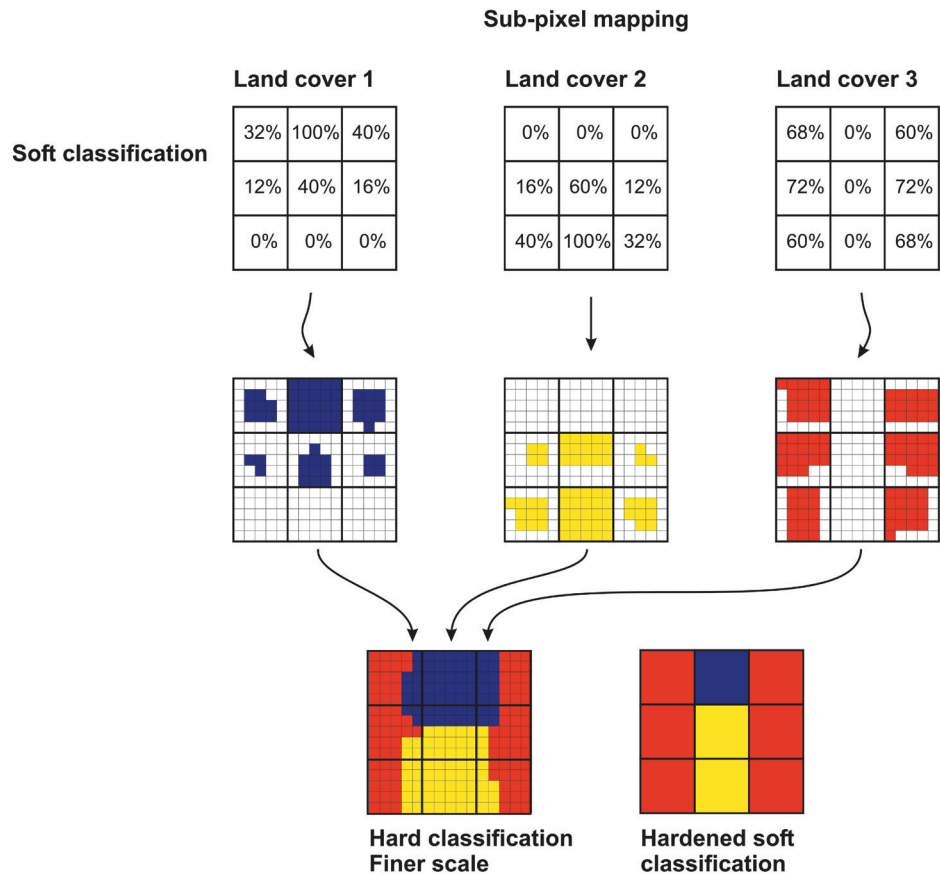 Sub-pixel mapping
Land cover 1 Land cover 2 Land cover 3
Soft classification
32% 100% 40% 0% 0% 0% 68% 0% 60%
12% 40% 16% 16% 60% 12% 72% 0% 72%
0% 0% 0% 40% 100% 32% 60% 0% 68%
Hard classification
Finer scale
Hardened soft
classification